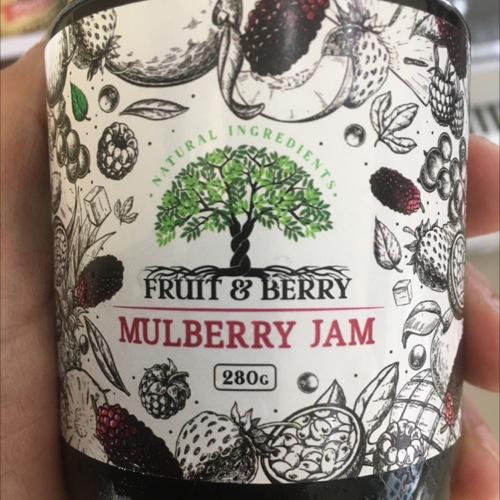 NATURAL INGREDIENTS
FRUIT & BERRY
MULBERRY JAM
280G